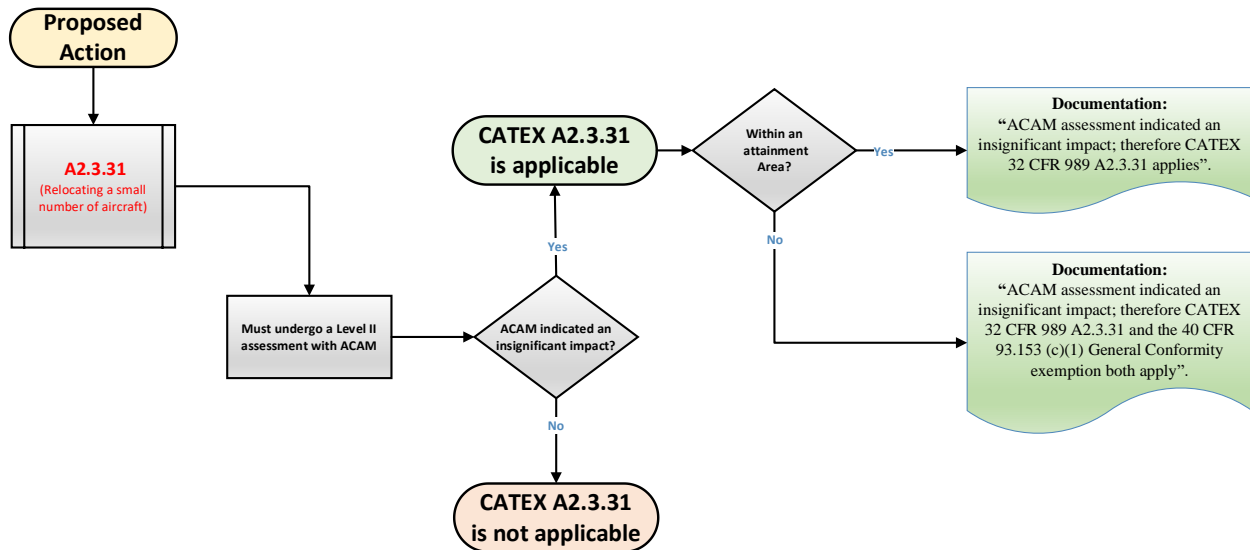 Proposed
Action
A2.3.31
(Relocating a small
number of aircraft)
Must undergo a Level II
assessment with ACAM
ACAM indicated an
insignificant impact?
Yes
No
CATEX A2.3.31
is applicable
CATEX A2.3.31
is not applicable
Within an
attainment
Area?
Yes
No
Documentation:
“ACAM assessment indicated an
insignificant impact; therefore CATEX
32 CFR 989 A2.3.31 applies”.
Documentation:
“ACAM assessment indicated an
insignificant impact; therefore CATEX
32 CFR 989 A2.3.31 and the 40 CFR
93.153 (c)(1) General Conformity
exemption both apply”.